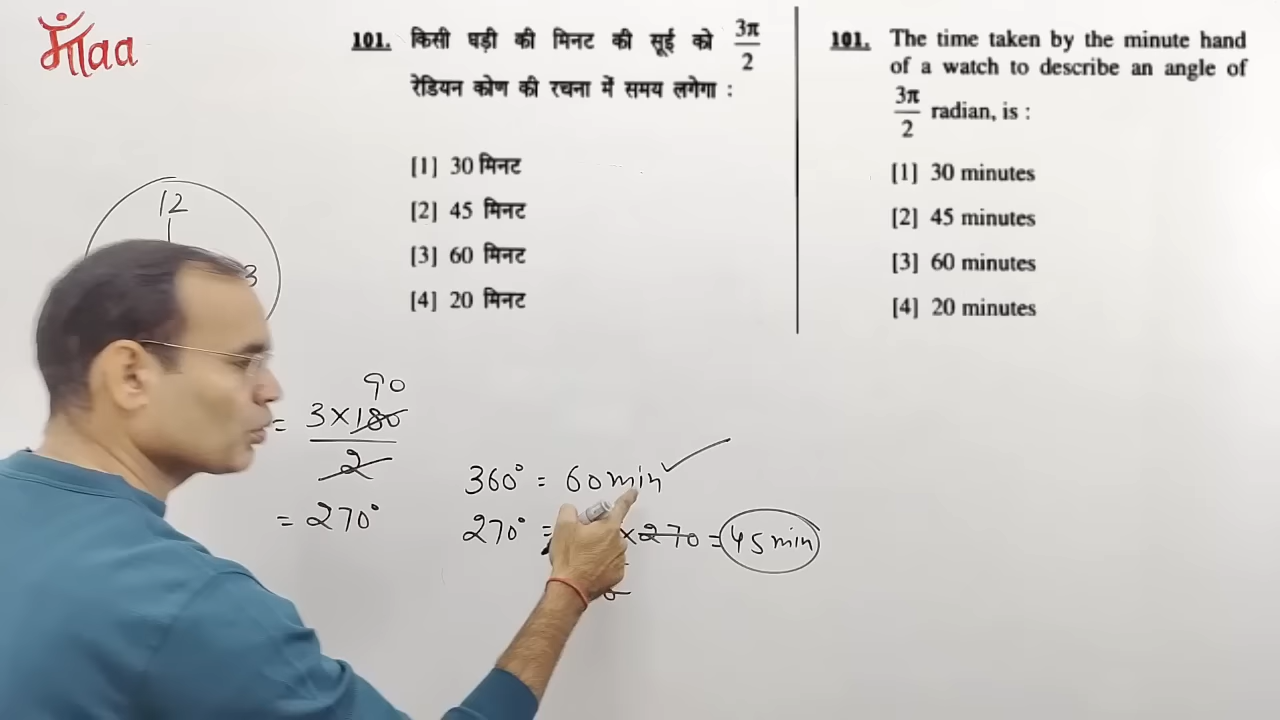 माँaa
101. किसी घड़ी की मिनट की सूई को 3π/2
रेडियन कोण की रचना में समय लगेगा :
[1] 30 मिनट
[2] 45 मिनट
[3] 60 मिनट
[4] 20 मिनट
101. The time taken by the minute hand
of a watch to describe an angle of
3π/2 radian, is :
[1] 30 minutes
[2] 45 minutes
[3] 60 minutes
[4] 20 minutes
12
3
90
= 3×180
2
= 270°
360° = 60 min
270° = ×270 = 45 min